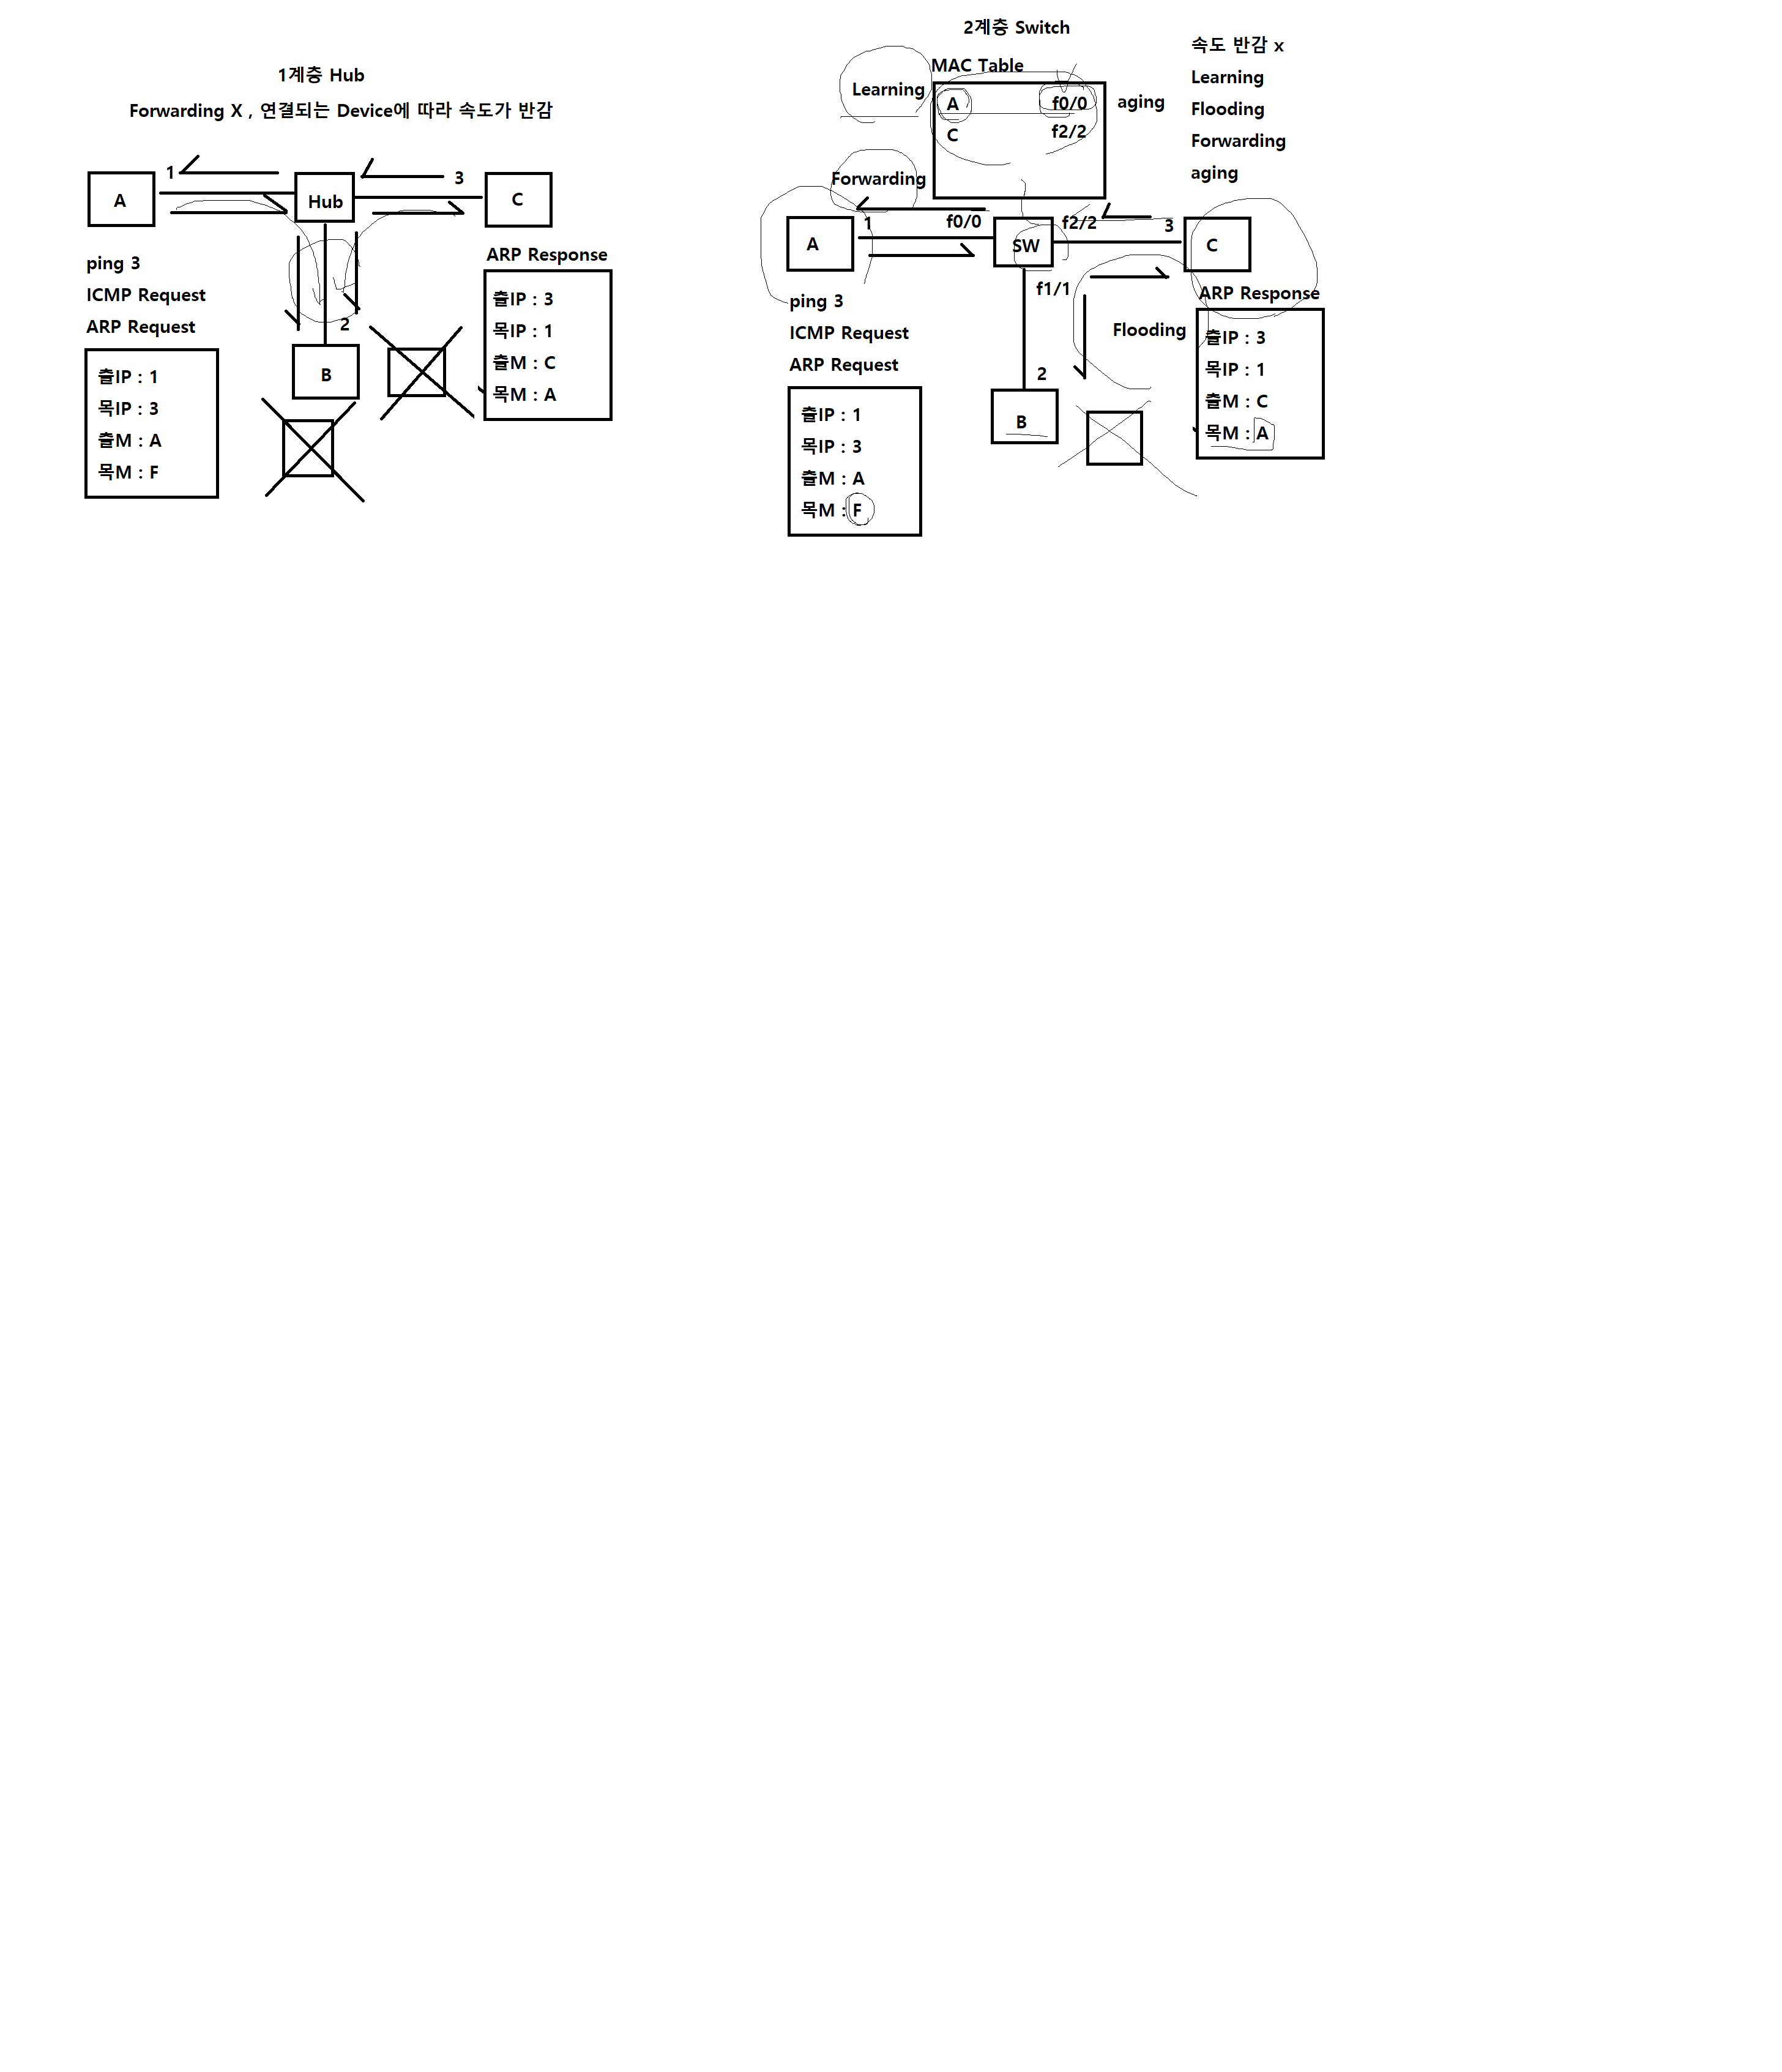 1계층 Hub
Forwarding X , 연결되는 Device에 따라 속도가 반감
1
3
A
Hub
C
ping 3
ICMP Request
ARP Request
2
B
출IP : 1
목IP : 3
출M : A
목M : F
ARP Response
출IP : 3
목IP : 1
출M : C
목M : A
2계층 Switch
MAC Table
Learning
A f0/0
C f2/2
aging
속도 반감 x
Learning
Flooding
Forwarding
aging
Forwarding
1
f0/0
f2/2
3
A
SW
C
f1/1
ping 3
ICMP Request
ARP Request
Flooding
2
B
출IP : 1
목IP : 3
출M : A
목M : F
ARP Response
출IP : 3
목IP : 1
출M : C
목M : A